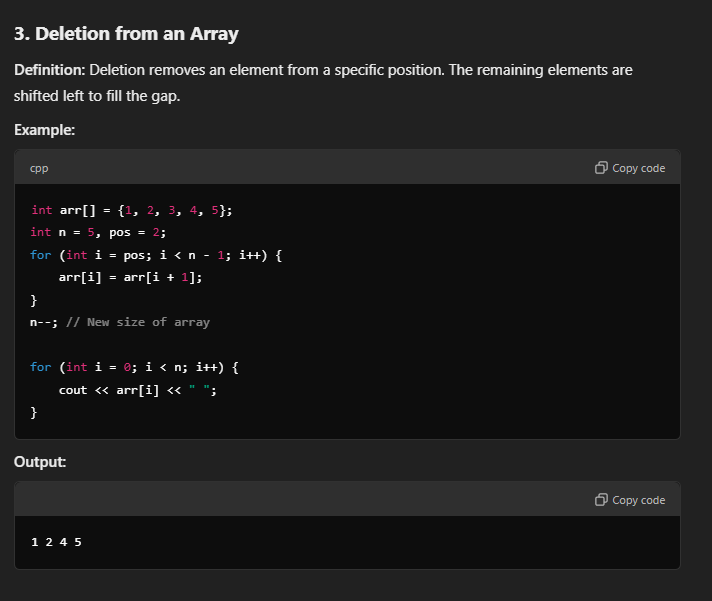 3. Deletion from an Array
Definition: Deletion removes an element from a specific position. The remaining elements are
shifted left to fill the gap.
Example:
cpp Copy code
int arr[] = {1, 2, 3, 4, 5};
int n = 5, pos = 2;
for (int i = pos; i < n - 1; i++) {
    arr[i] = arr[i + 1];
}
n--; // New size of array

for (int i = 0; i < n; i++) {
    cout << arr[i] << " ";
}
Output:
Copy code
1 2 4 5